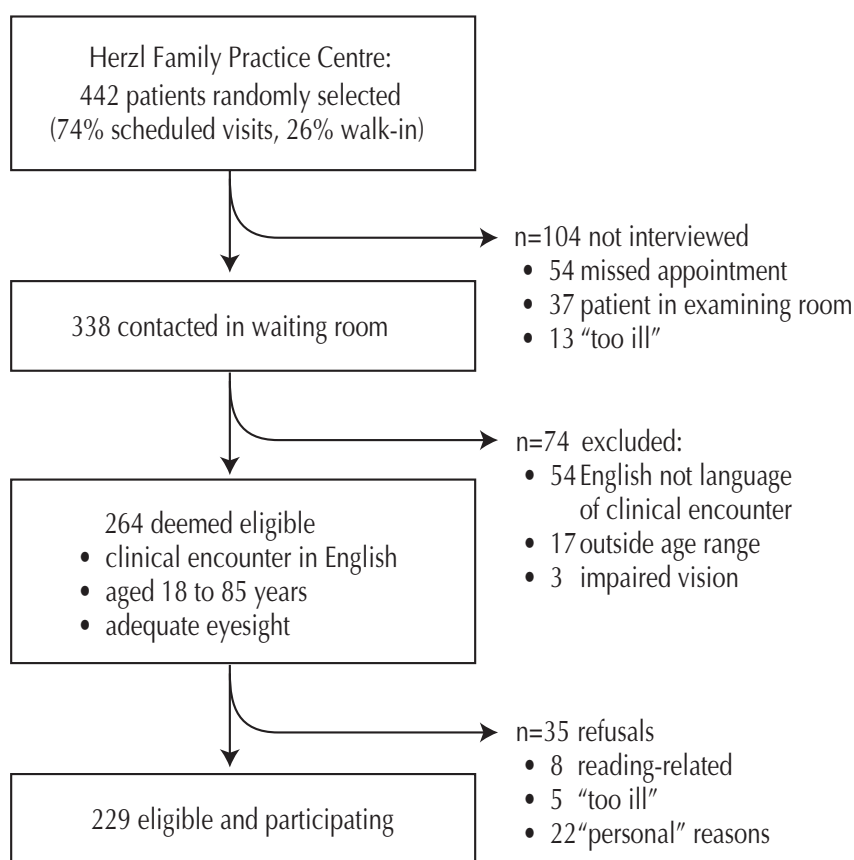 Herzl Family Practice Centre:
442 patients randomly selected
(74% scheduled visits, 26% walk-in)
n=104 not interviewed
• 54 missed appointment
• 37 patient in examining room
• 13 “too ill”
338 contacted in waiting room
n=74 excluded:
• 54 English not language
of clinical encounter
• 17 outside age range
• 3 impaired vision
264 deemed eligible
• clinical encounter in English
• aged 18 to 85 years
• adequate eyesight
n=35 refusals
• 8 reading-related
• 5 “too ill”
• 22 “personal” reasons
229 eligible and participating